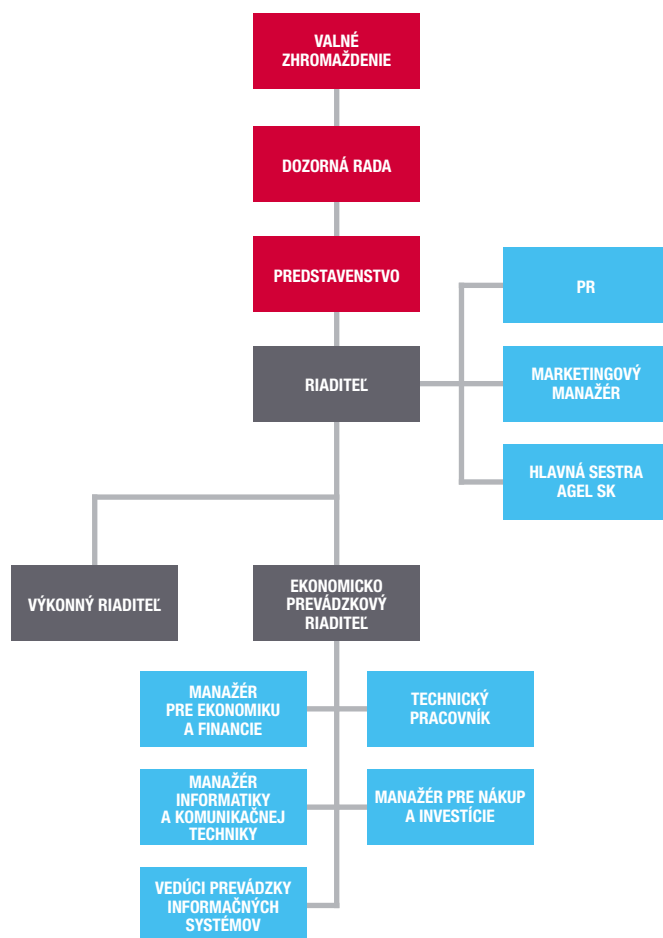 VALNÉ
ZHROMAŽDENIE
DOZORNÁ RADA
PREDSTAVENSTVO
PR
RIADITEĽ
MARKETINGOVÝ
MANAŽÉR
HLAVNÁ SESTRA
AGEL SK
VÝKONNÝ RIADITEĽ
EKONOMICKO
PREVÁDZKOVÝ
RIADITEĽ
MANAŽÉR
PRE EKONOMIKU
A FINANCIE
TECHNICKÝ
PRACOVNÍK
MANAŽÉR
INFORMATIKY
A KOMUNIKAČNEJ
TECHNIKY
MANAŽÉR PRE NÁKUP
A INVESTÍCIE
VEDÚCI PREVÁDZKY
INFORMAČNÝCH
SYSTÉMOV